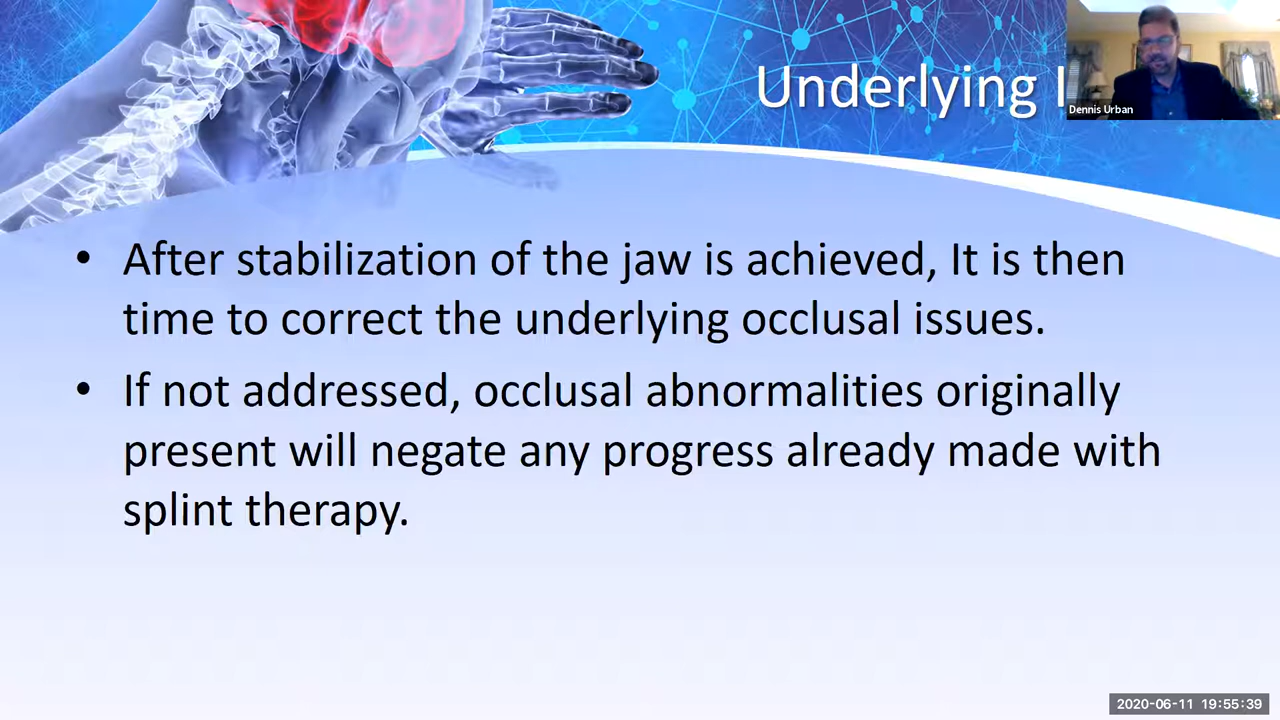 Underlying I
Dennis Urban
• After stabilization of the jaw is achieved, It is then
time to correct the underlying occlusal issues.
• If not addressed, occlusal abnormalities originally
present will negate any progress already made with
splint therapy.
2020-06-11 19:55:39